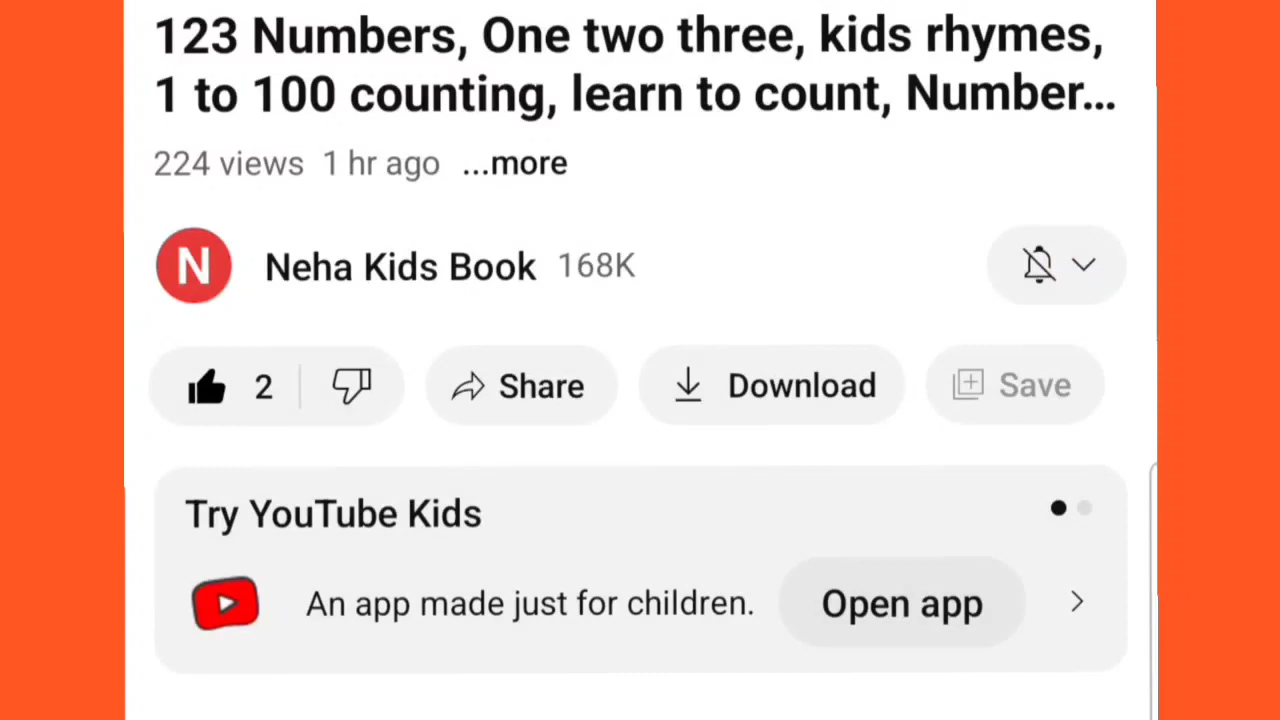 123 Numbers, One two three, kids rhymes,
1 to 100 counting, learn to count, Number...
224 views 1 hr ago ...more
N Neha Kids Book 168K
2 Share Download Save
Try YouTube Kids
An app made just for children. Open app